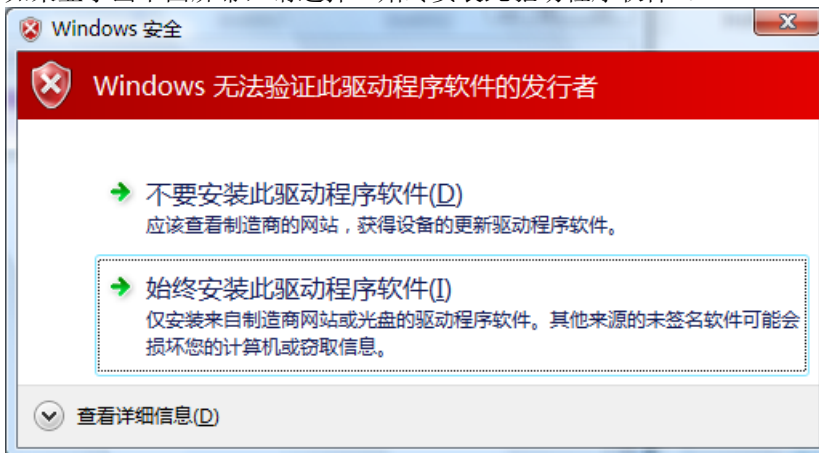 Windows 安全
Windows 无法验证此驱动程序软件的发行者
不要安装此驱动程序软件(D)
应该查看制造商的网站，获得设备的更新驱动程序软件。
始终安装此驱动程序软件(I)
仅安装来自制造商网站或光盘的驱动程序软件。其他来源的未签名软件可能会
损坏您的计算机或窃取信息。
查看详细信息(D)